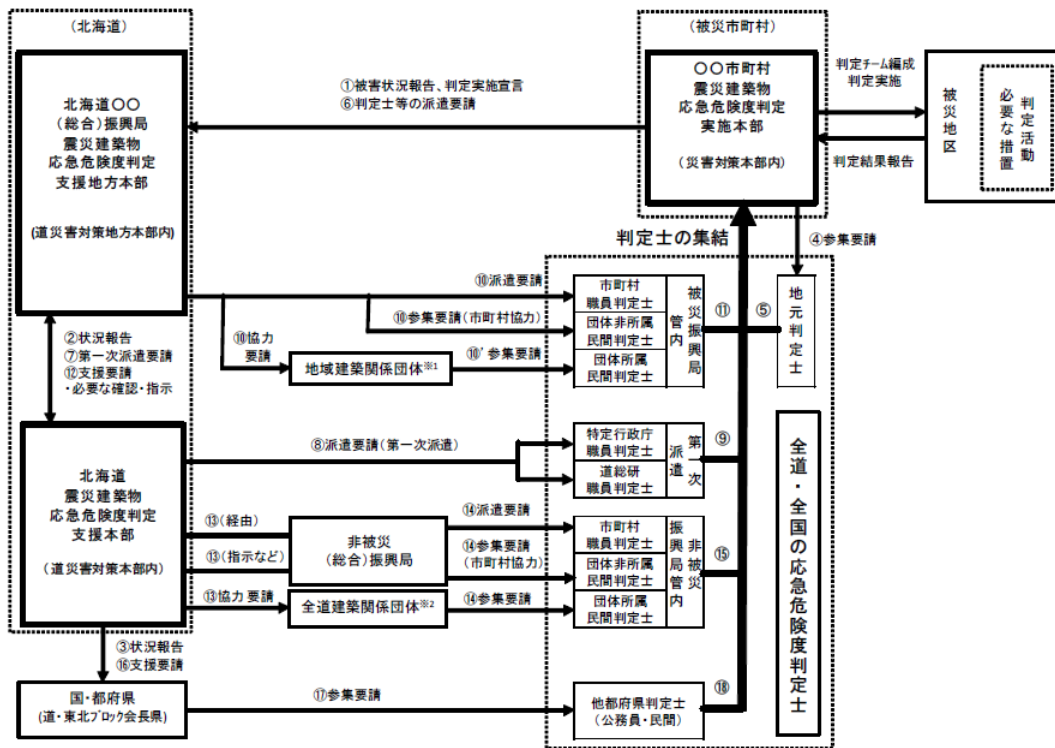 (北海道)
北海道〇〇
(総合)振興局
震災建築物
応急危険度判定
支援地方本部
(道災害対策地方本部内)
①被害状況報告、判定実施宣言
⑥判定士等の派遣要請
(被災市町村)
〇〇市町村
震災建築物
応急危険度判定
実施本部
(災害対策本部内)
判定チーム編成
判定実施
判定結果報告
被災地区
判定活動
必要な措置
判定士の集結
④参集要請
⑩派遣要請
⑩参集要請(市町村協力)
⑩協力
要請
地域建築関係団体※1
⑩’参集要請
市町村
職員判定士
団体非所属
民間判定士
団体所属
民間判定士
被災振興局
管内
⑪
⑤
地元判定士
②状況報告
⑦第一次派遣要請
⑫支援要請
・必要な確認・指示
北海道
震災建築物
応急危険度判定
支援本部
(道災害対策本部内)
⑧派遣要請(第一次派遣)
特定行政庁
職員判定士
道総研
職員判定士
第一次
派遣
⑨
全道・全国の応急危険度判定士
⑬(経由)
⑬(指示など)
非被災
(総合)振興局
⑭派遣要請
⑭参集要請
(市町村協力)
⑬協力要請
全道建築関係団体※2
⑭参集要請
市町村
職員判定士
団体非所属
民間判定士
団体所属
民間判定士
非被災
振興局管内
⑮
③状況報告
⑯支援要請
国・都府県
(道・東北ブロック会長県)
⑰参集要請
他都府県判定士
(公務員・民間)
⑱